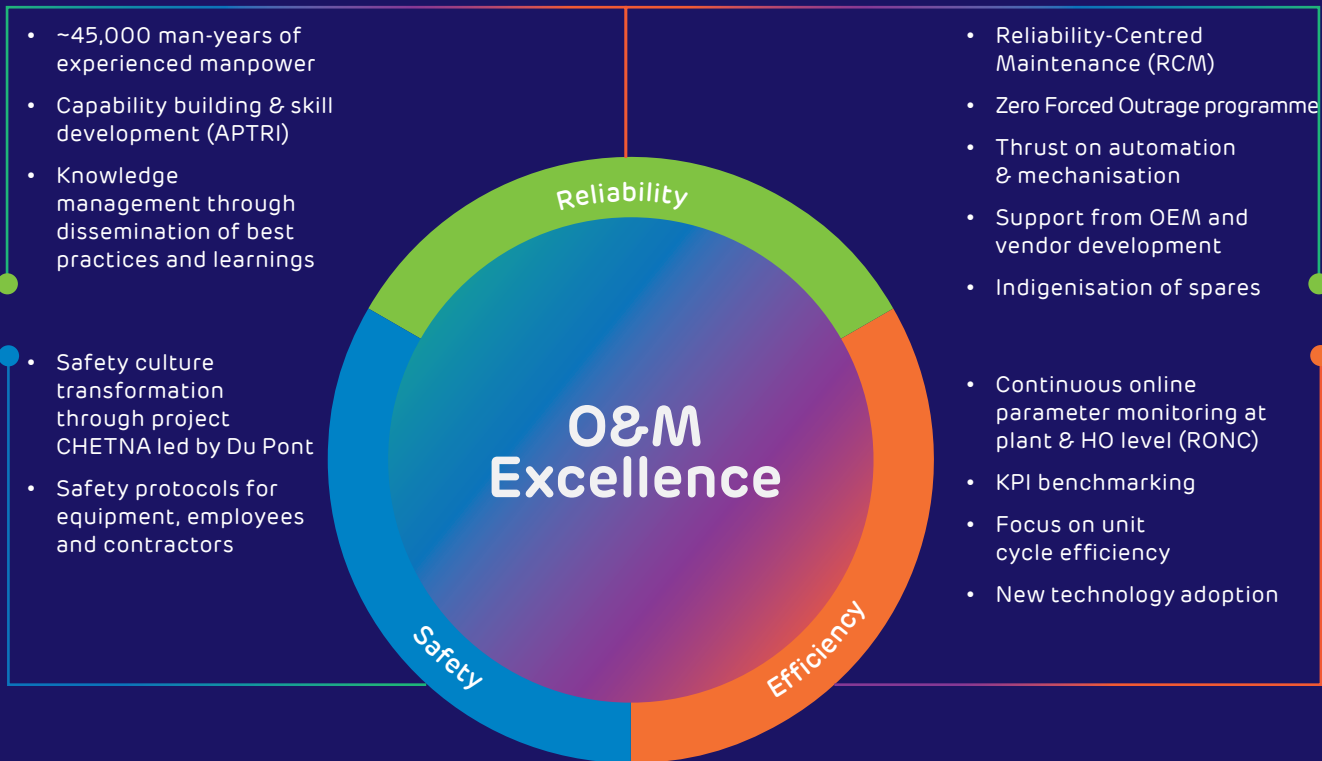 • ~45,000 man-years of
experienced manpower
• Capability building & skill
development (APTRI)
• Knowledge
management through
dissemination of best
practices and learnings
• Safety culture
transformation
through project
CHETNA led by Du Pont
• Safety protocols for
equipment, employees
and contractors
Reliability
O&M
Excellence
Safety
Efficiency
• Reliability-Centred
Maintenance (RCM)
• Zero Forced Outrage programme
• Thrust on automation
& mechanisation
• Support from OEM and
vendor development
• Indigenisation of spares
• Continuous online
parameter monitoring at
plant & HO level (RONC)
• KPI benchmarking
• Focus on unit
cycle efficiency
• New technology adoption